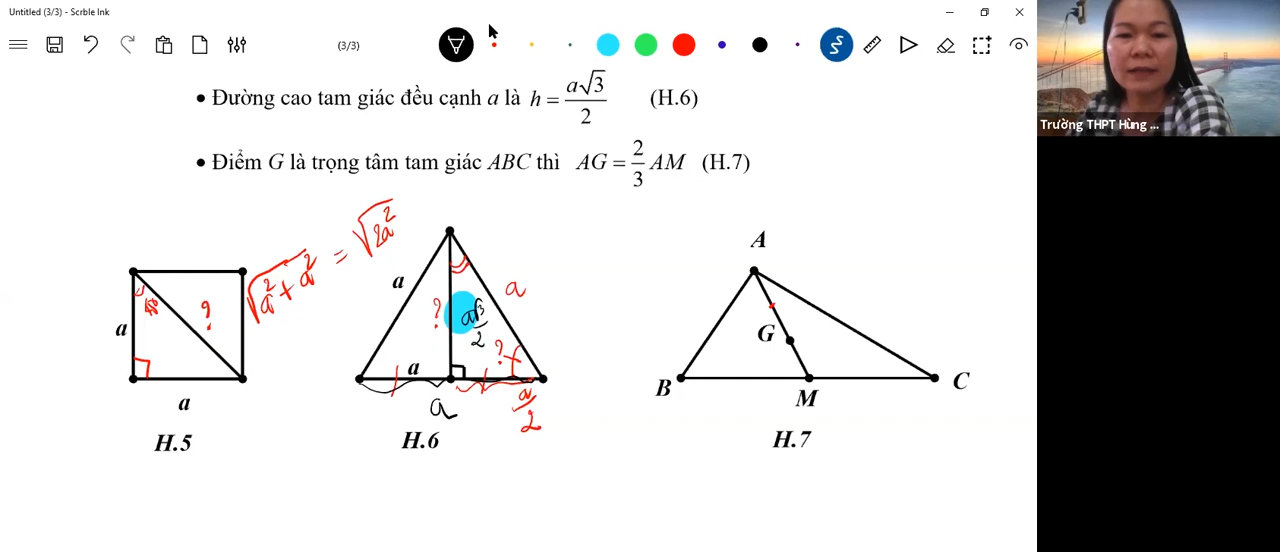 Untitled (3/3) - Scrble Ink
(3/3)
Trường THPT Hùng ...
• Đường cao tam giác đều cạnh a là h = a√3/2 (H.6)
• Điểm G là trọng tâm tam giác ABC thì AG = 2/3 AM (H.7)
√a²+a² = √2a²
a
?
a
H.5
a
a
?
a√3/2
?
a
a
a/2
H.6
A
G
B
M
C
H.7